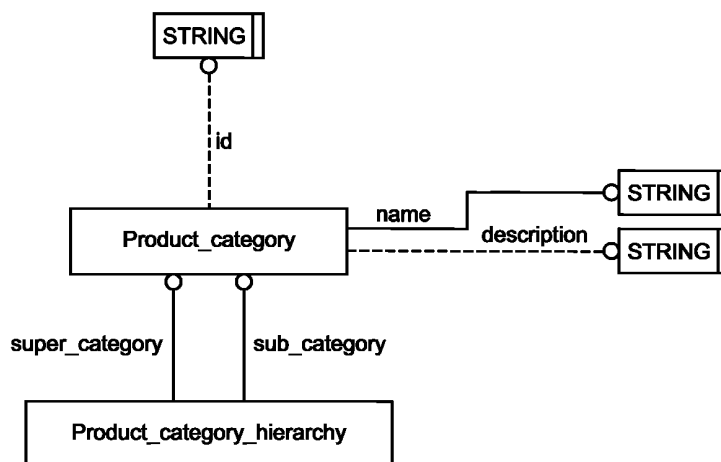 STRING
id
name
STRING
Product_category
description
STRING
super_category
sub_category
Product_category_hierarchy